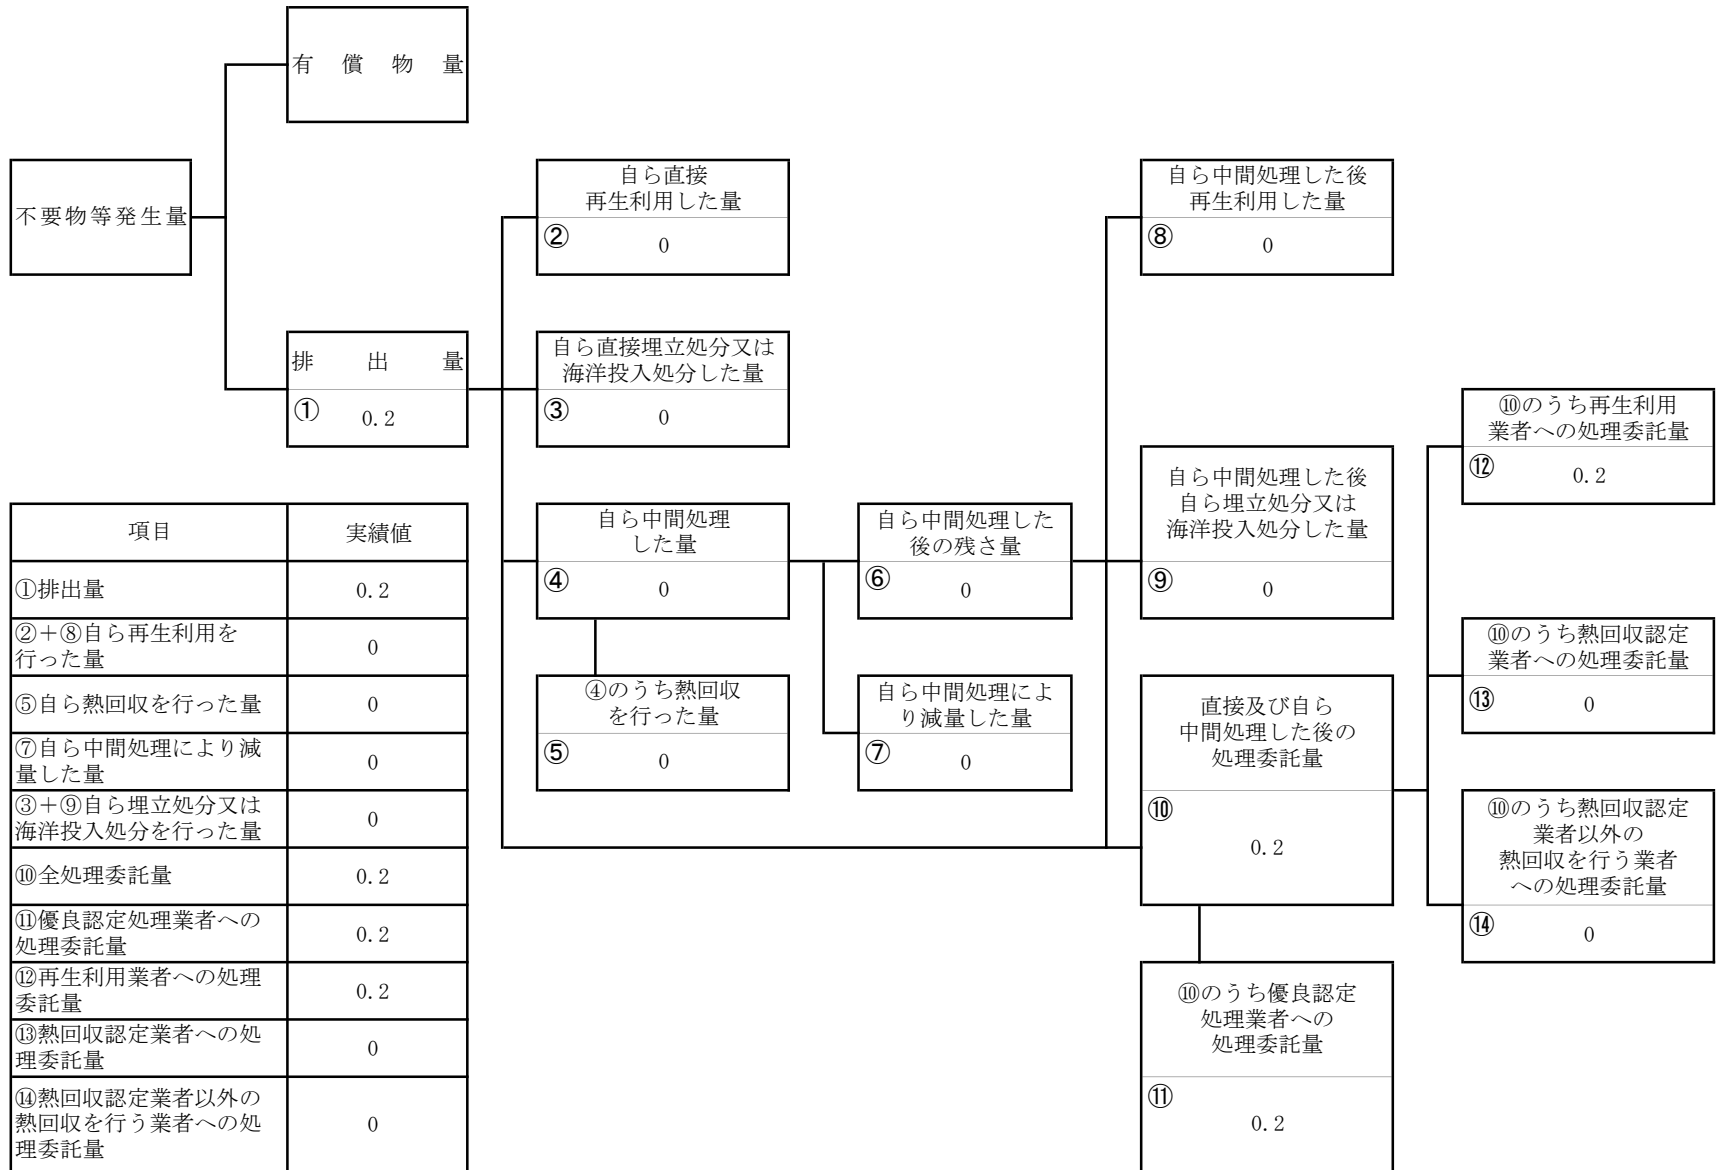 有償物量
不要物等発生量
自ら直接
再生利用した量
②
0
自ら中間処理した後
再生利用した量
⑧
0
排出量
①
0.2
自ら直接埋立処分又は
海洋投入処分した量
③
0
⑩のうち再生利用
業者への処理委託量
⑫
0.2
自ら中間処理した後
自ら埋立処分又は
海洋投入処分した量
⑨
0
自ら中間処理
した量
④
0
自ら中間処理した
後の残さ量
⑥
0
⑩のうち熱回収認定
業者への処理委託量
⑬
0
④のうち熱回収
を行った量
⑤
0
自ら中間処理によ
り減量した量
⑦
0
直接及び自ら
中間処理した後の
処理委託量
⑩
0.2
⑩のうち熱回収認定
業者以外の
熱回収を行う業者
への処理委託量
⑭
0
⑩のうち優良認定
処理業者への
処理委託量
⑪
0.2
項目 実績値
①排出量 0.2
②＋⑧自ら再生利用を
行った量 0
⑤自ら熱回収を行った量 0
⑦自ら中間処理により減
量した量 0
③＋⑨自ら埋立処分又は
海洋投入処分を行った量 0
⑩全処理委託量 0.2
⑪優良認定処理業者への
処理委託量 0.2
⑫再生利用業者への処理
委託量 0.2
⑬熱回収認定業者への処
理委託量 0
⑭熱回収認定業者以外の
熱回収を行う業者への処
理委託量 0